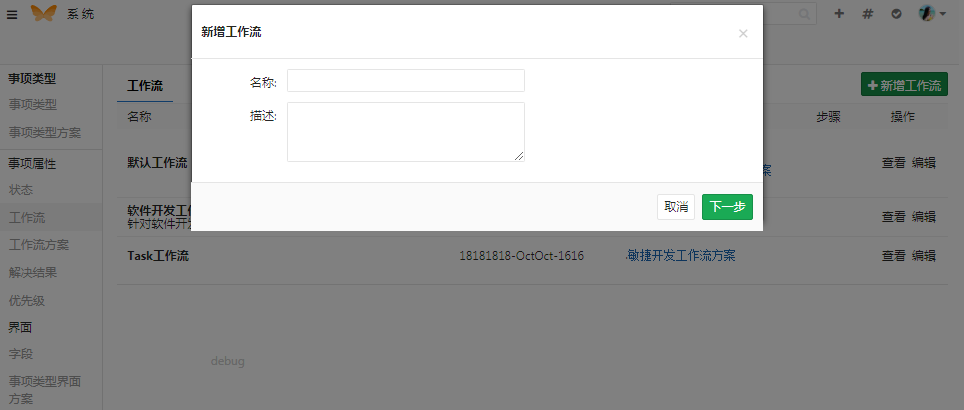 系统
新增工作流
×
名称:
描述:
取消
下一步
事项类型
事项类型
事项类型方案
事项属性
状态
工作流
工作流方案
解决结果
优先级
界面
字段
事项类型界面
方案
工作流
新增工作流
名称
步骤
操作
默认工作流
案
查看 编辑
软件开发工
针对软件开发
查看 编辑
Task工作流
18181818-OctOct-1616
·敏捷开发工作流方案
查看 编辑
debug